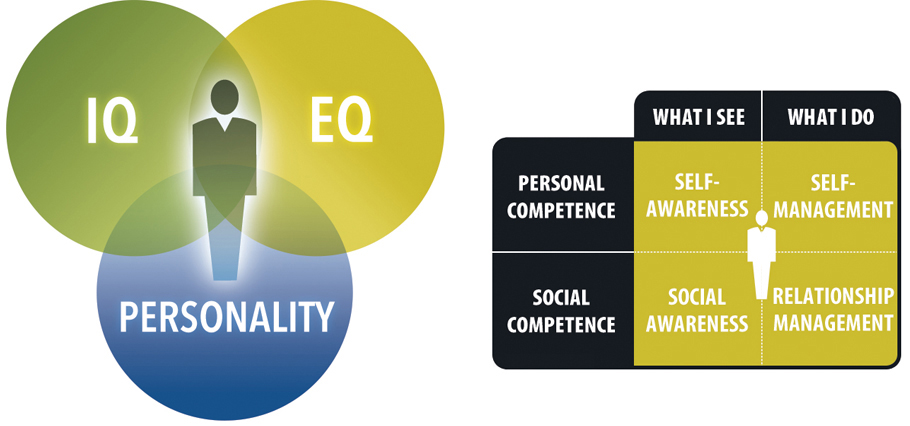 IQ
EQ
PERSONALITY
WHAT I SEE
WHAT I DO
PERSONAL
COMPETENCE
SELF-
AWARENESS
SELF-
MANAGEMENT
SOCIAL
COMPETENCE
SOCIAL
AWARENESS
RELATIONSHIP
MANAGEMENT